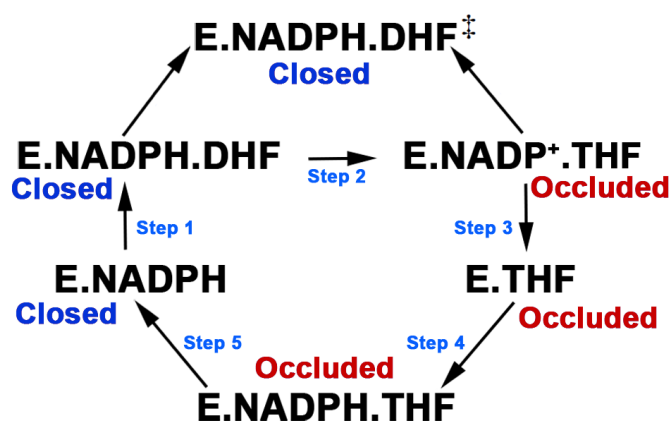 E.NADPH.DHF‡
Closed
E.NADPH.DHF
Closed
Step 2
E.NADP⁺.THF
Occluded
Step 1
Step 3
E.NADPH
Closed
E.THF
Occluded
Step 5
Occluded
Step 4
E.NADPH.THF